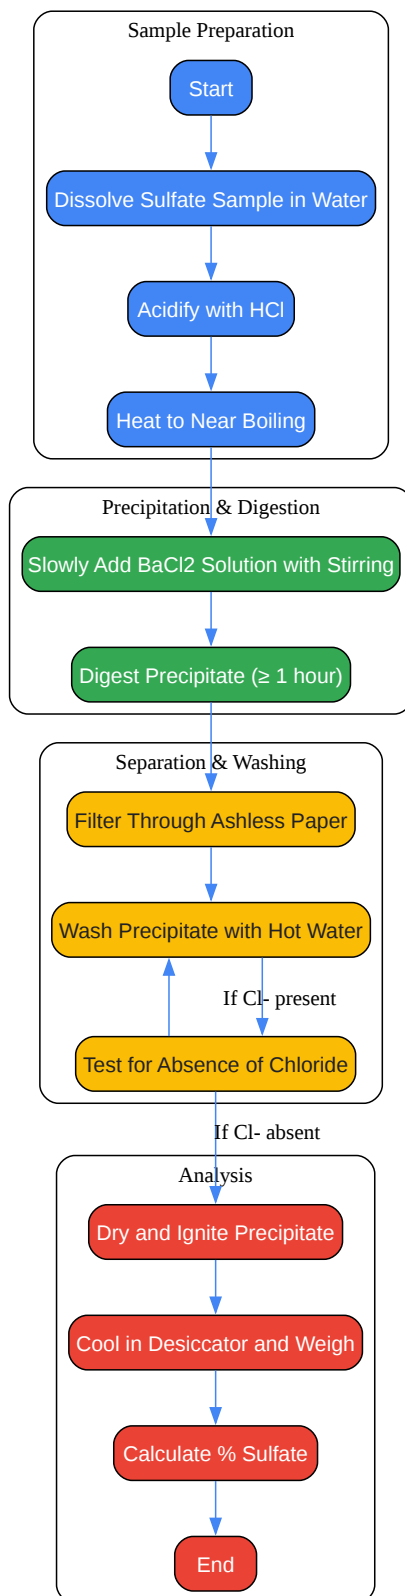 Sample Preparation
Start
Dissolve Sulfate Sample in Water
Acidify with HCl
Heat to Near Boiling
Precipitation & Digestion
Slowly Add BaCl2 Solution with Stirring
Digest Precipitate (≥ 1 hour)
Separation & Washing
Filter Through Ashless Paper
Wash Precipitate with Hot Water
If Cl- present
Test for Absence of Chloride
If Cl- absent
Analysis
Dry and Ignite Precipitate
Cool in Desiccator and Weigh
Calculate % Sulfate
End